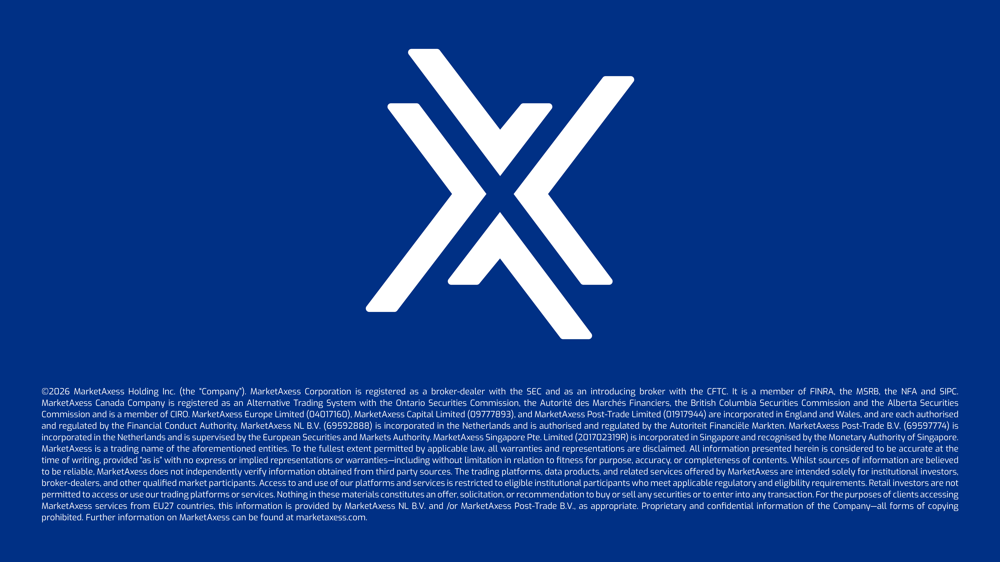 ©2026 MarketAxess Holding Inc. (the “Company”). MarketAxess Corporation is registered as a broker-dealer with the SEC and as an introducing broker with the CFTC. It is a member of FINRA, the MSRB, the NFA and SIPC.
MarketAxess Canada Company is registered as an Alternative Trading System with the Ontario Securities Commission, the Autorité des Marchés Financiers, the British Columbia Securities Commission and the Alberta Securities
Commission and is a member of CIRO. MarketAxess Europe Limited (04017160), MarketAxess Capital Limited (09777893), and MarketAxess Post-Trade Limited (01917944) are incorporated in England and Wales, and are each authorised
and regulated by the Financial Conduct Authority. MarketAxess NL B.V. (69592888) is incorporated in the Netherlands and is authorised and regulated by the Autoriteit Financiële Markten. MarketAxess Post-Trade B.V. (69597774) is
incorporated in the Netherlands and is supervised by the European Securities and Markets Authority. MarketAxess Singapore Pte. Limited (201702319R) is incorporated in Singapore and recognised by the Monetary Authority of Singapore.
MarketAxess is a trading name of the aforementioned entities. To the fullest extent permitted by applicable law, all warranties and representations are disclaimed. All information presented herein is considered to be accurate at the
time of writing, provided “as is” with no express or implied representations or warranties—including without limitation in relation to fitness for purpose, accuracy, or completeness of contents. Whilst sources of information are believed
to be reliable, MarketAxess does not independently verify information obtained from third party sources. The trading platforms, data products, and related services offered by MarketAxess are intended solely for institutional investors,
broker-dealers, and other qualified market participants. Access to and use of our platforms and services is restricted to eligible institutional participants who meet applicable regulatory and eligibility requirements. Retail investors are not
permitted to access or use our trading platforms or services. Nothing in these materials constitutes an offer, solicitation, or recommendation to buy or sell any securities or to enter into any transaction. For the purposes of clients accessing
MarketAxess services from EU27 countries, this information is provided by MarketAxess NL B.V. and /or MarketAxess Post-Trade B.V., as appropriate. Proprietary and confidential information of the Company—all forms of copying
prohibited. Further information on MarketAxess can be found at marketaxess.com.